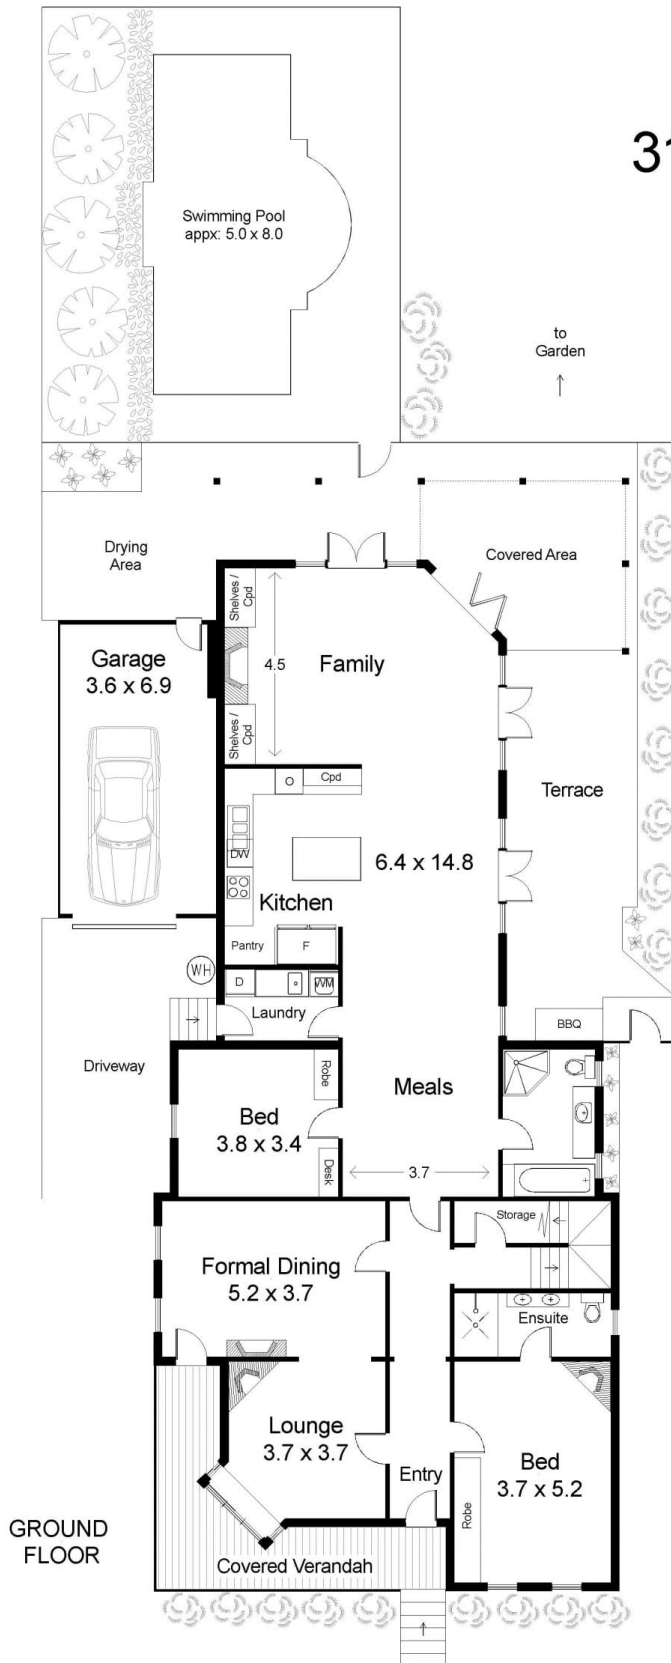 31
Swimming Pool
appx: 5.0 x 8.0
to
Garden
Drying
Area
Covered Area
Shelves /
Cpd
Garage
3.6 x 6.9
4.5
Family
Shelves /
Cpd
O
Cpd
Terrace
DW
6.4 x 14.8
Kitchen
Pantry
F
WH
D
WM
Laundry
BBQ
Driveway
Robe
Meals
Bed
3.8 x 3.4
Desk
3.7
Storage
Formal Dining
5.2 x 3.7
Ensuite
Lounge
3.7 x 3.7
Entry
Bed
3.7 x 5.2
Robe
GROUND
FLOOR
Covered Verandah